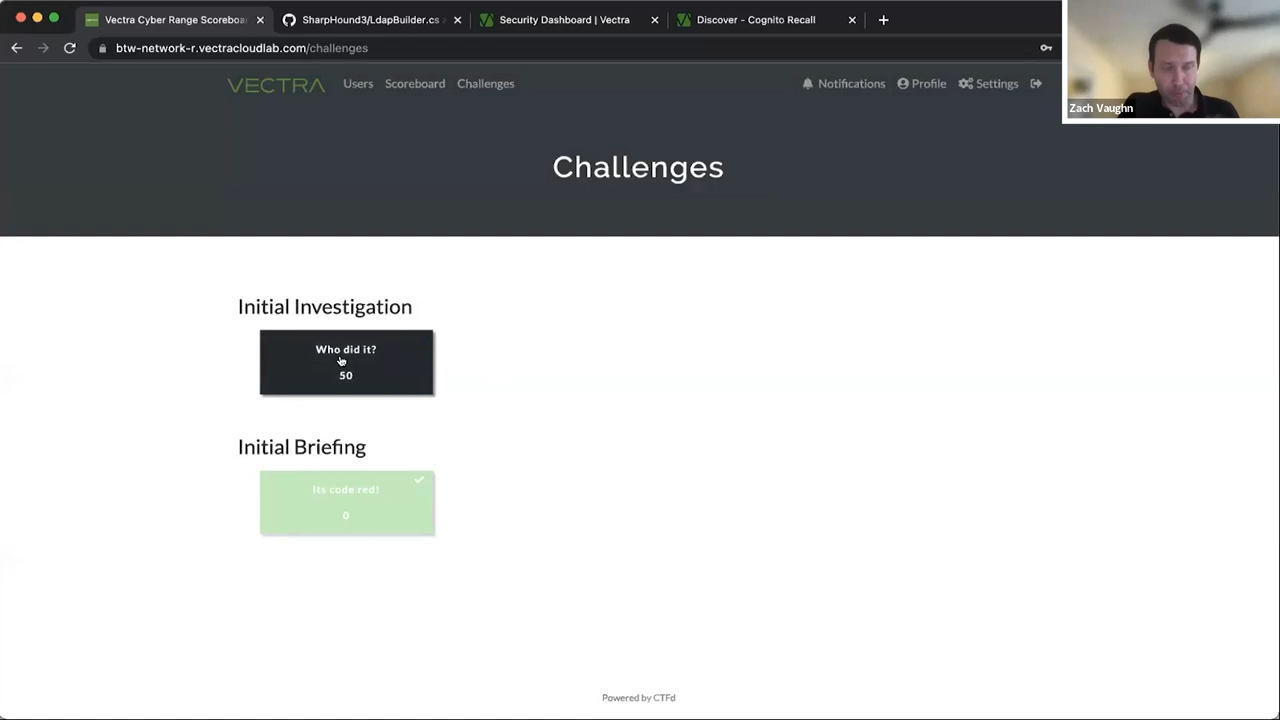 Vectra Cyber Range Scoreboar
SharpHound3/LdapBuilder.cs
Security Dashboard | Vectra
Discover - Cognito Recall
btw-network-r.vectracloudlab.com/challenges
VECTRA
Users
Scoreboard
Challenges
Notifications
Profile
Settings
Zach Vaughn
Challenges
Initial Investigation
Who did it?
50
Initial Briefing
Its code red!
0
Powered by CTFd